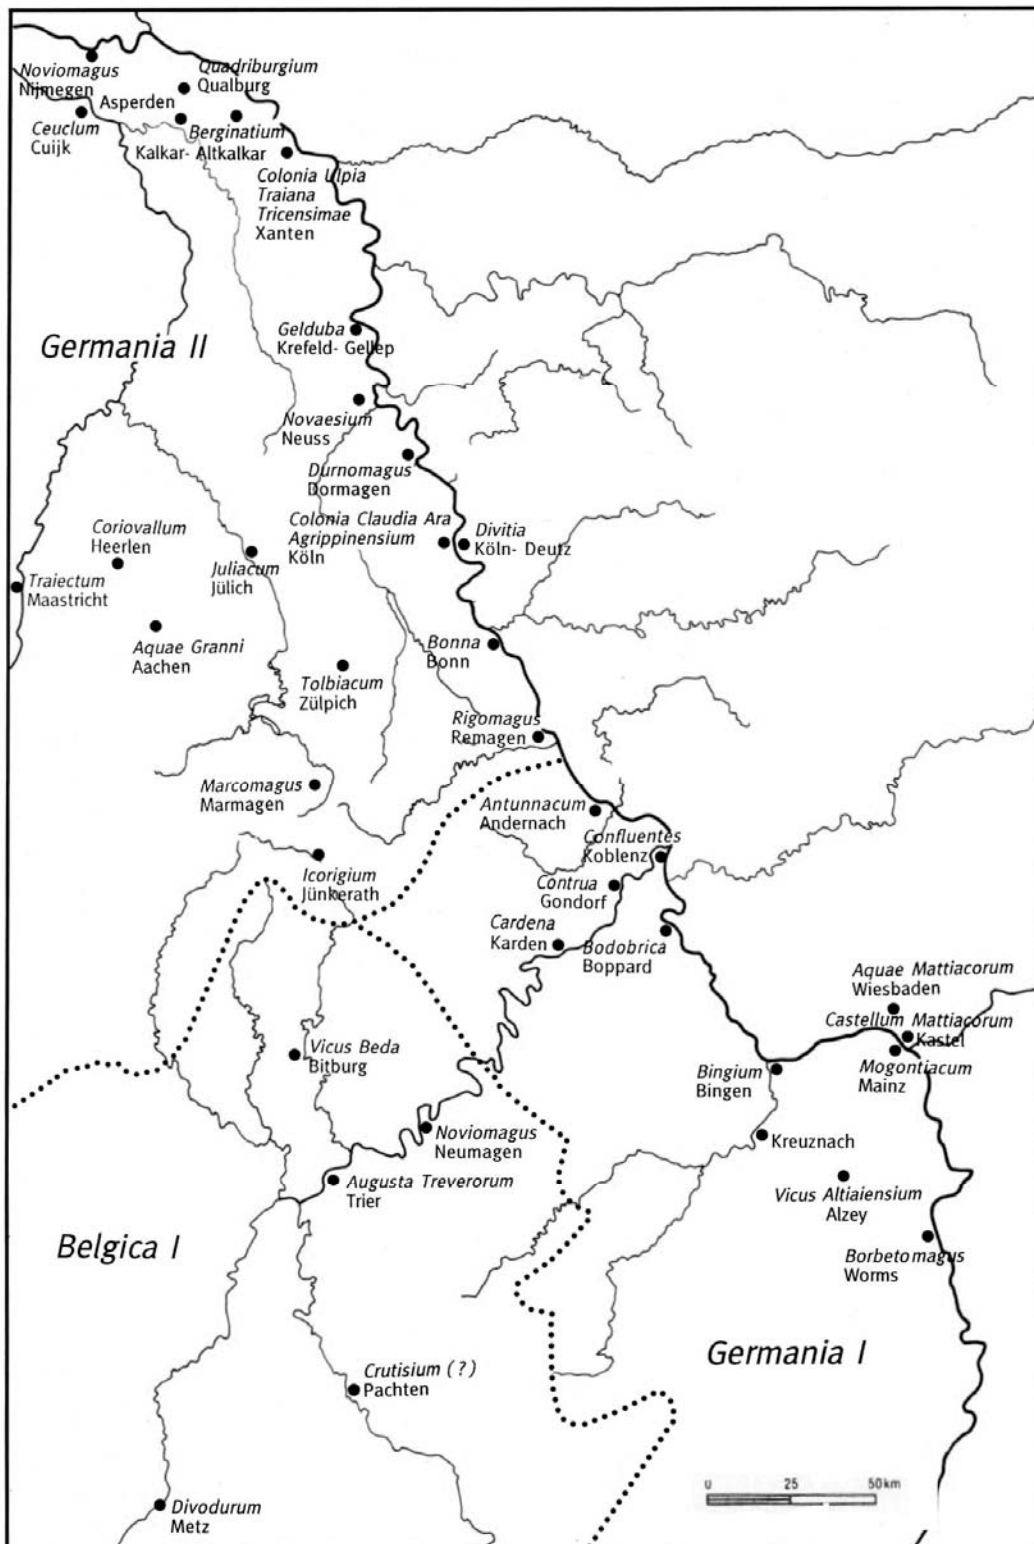 Noviomagus
Nijmegen
Quadriburgium
Qualburg
Asperden
Ceuclum
Cuijk
Berginatium
Kalkar- Altkalkar
Colonia Ulpia
Traiana
Tricensimae
Xanten
Germania II
Gelduba
Krefeld- Gellep
Novaesium
Neuss
Durnomagus
Dormagen
Coriovallum
Heerlen
Colonia Claudia Ara
Agrippinensium
Köln
Divitia
Köln- Deutz
Traiectum
Maastricht
Juliacum
Jülich
Aquae Granni
Aachen
Bonna
Bonn
Tolbiacum
Zülpich
Rigomagus
Remagen
Marcomagus
Marmagen
Antunnacum
Andernach
Confluentes
Koblenz
Icorigium
Jünkerath
Contrua
Gondorf
Cardena
Karden
Bodobrica
Boppard
Aquae Mattiacorum
Wiesbaden
Castellum Mattiacorum
Kastel
Vicus Beda
Bitburg
Bingium
Bingen
Mogontiacum
Mainz
Noviomagus
Neumagen
Kreuznach
Augusta Treverorum
Trier
Vicus Altiaiensium
Alzey
Belgica I
Borbetomagus
Worms
Germania I
Crutisium (?)
Pachten
0 25 50km
Divodurum
Metz